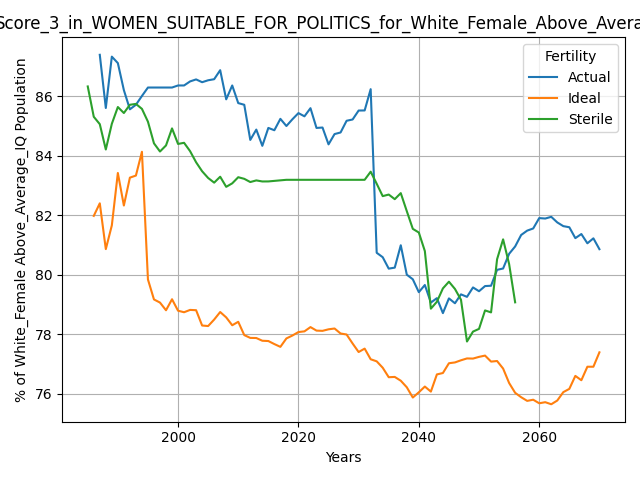 Score_3_in_WOMEN_SUITABLE_FOR_POLITICS_for_White_Female_Above_Avera
% of White_Female Above_Average_IQ Population
86
84
82
80
78
76
Fertility
Actual
Ideal
Sterile
2000
2020
2040
2060
Years